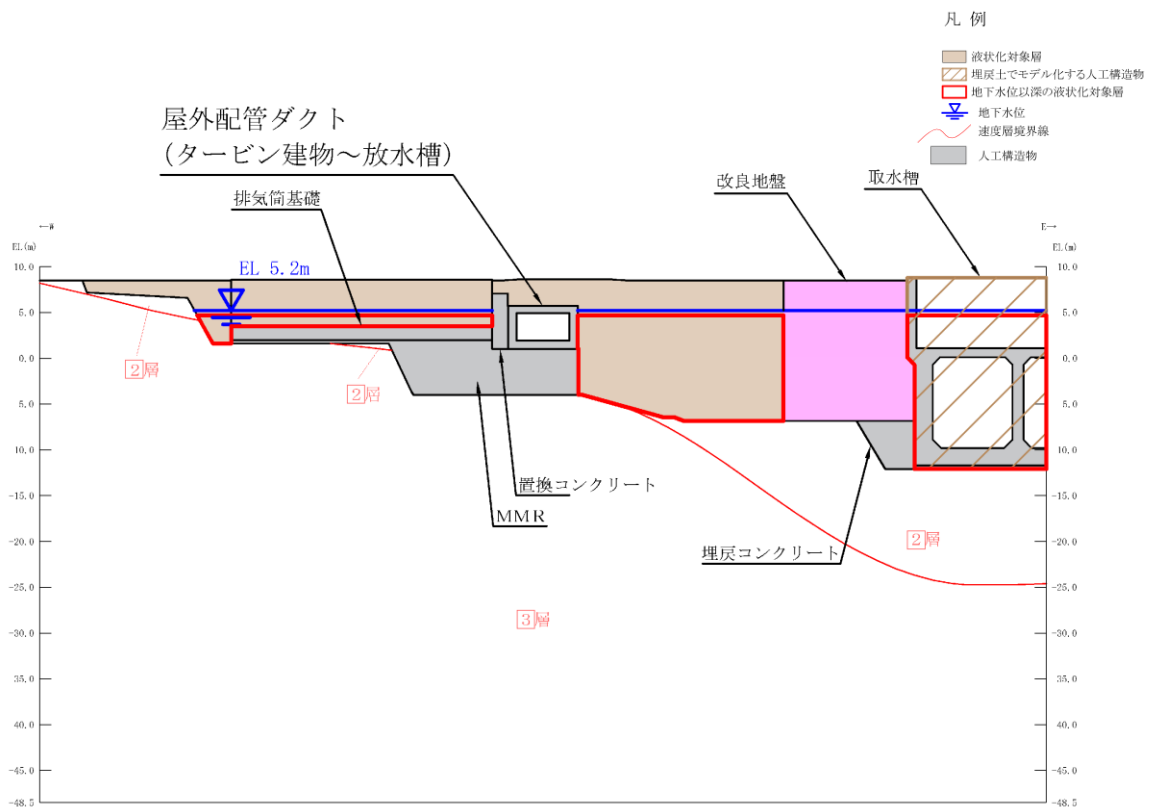 凡 例
液状化対象層
埋戻土でモデル化する人工構造物
地下水位以深の液状化対象層
地下水位
速度層境界線
人工構造物
屋外配管ダクト
(タービン建物～放水槽)
排気筒基礎
改良地盤
取水槽
←W
E→
EL(m)
EL(m)
EL 5.2m
10.0
10.0
5.0
5.0
0.0
0.0
5.0
5.0
10.0
10.0
-15.0
-15.0
-20.0
-20.0
-25.0
-25.0
-30.0
-30.0
35.0
35.0
40.0
40.0
-45.0
-45.0
-48.5
-48.5
2層
2層
置換コンクリート
MMR
埋戻コンクリート
2層
3層